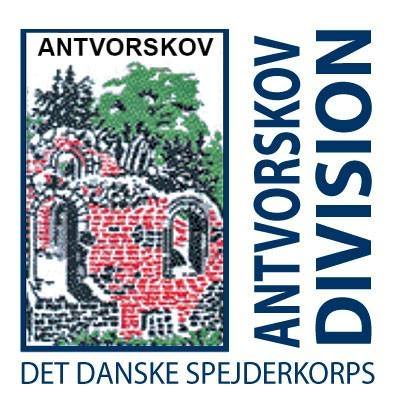 ANTVORSKOV
ANTVORSKOV
DIVISION
DET DANSKE SPEJDERKORPS